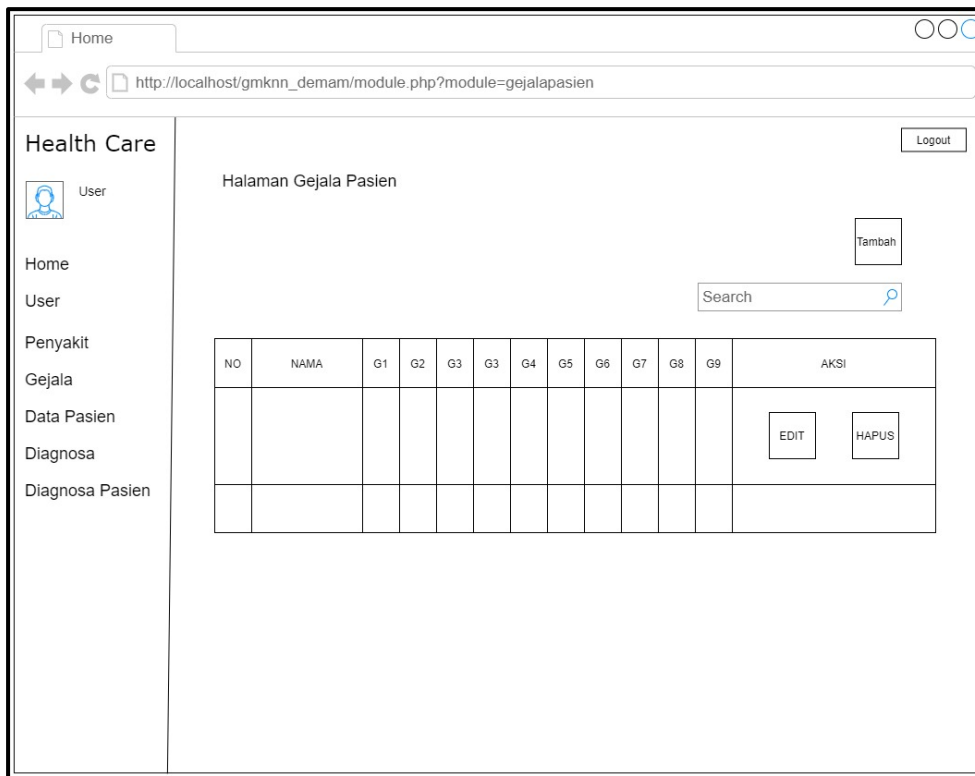 Home
http://localhost/gmknn_demam/module.php?module=gejalapasien
Health Care
Logout
User
Halaman Gejala Pasien
Tambah
Home
Search
User
Penyakit
Gejala
Data Pasien
Diagnosa
Diagnosa Pasien
NO NAMA G1 G2 G3 G3 G4 G5 G6 G7 G8 G9 AKSI
EDIT HAPUS